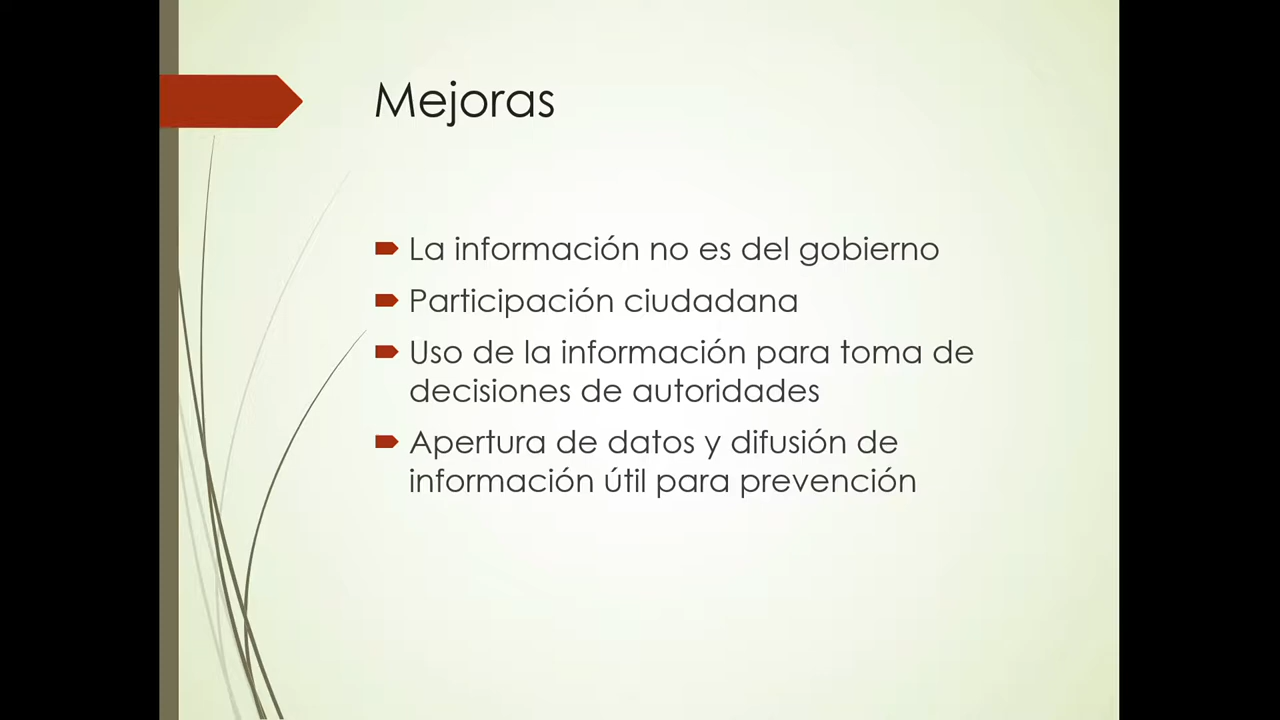 Mejoras
La información no es del gobierno
Participación ciudadana
Uso de la información para toma de
decisiones de autoridades
Apertura de datos y difusión de
información útil para prevención